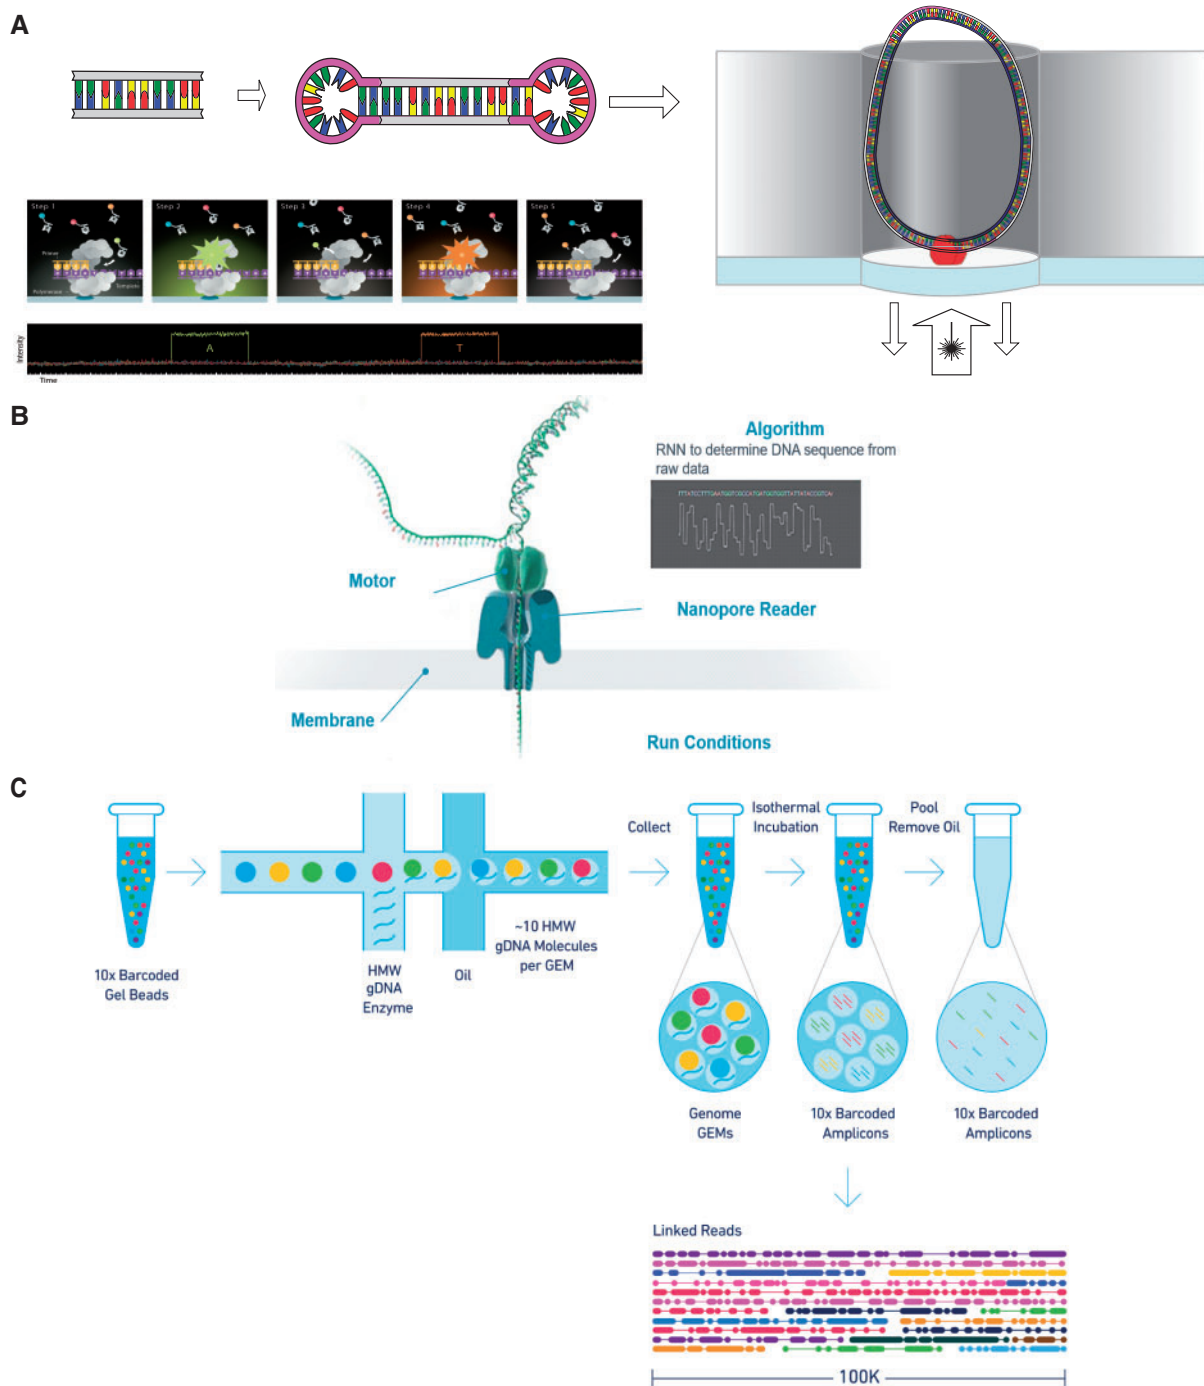 A
Step 1
Step 2
Step 3
Step 4
Step 5
Primer
Template
Polymerase
Intensity
A
T
Time
B
Algorithm
RNN to determine DNA sequence from
raw data
Motor
Nanopore Reader
Membrane
Run Conditions
C
Collect
Isothermal
Incubation
Pool
Remove Oil
10x Barcoded
Gel Beads
HMW
gDNA
Enzyme
Oil
~10 HMW
gDNA Molecules
per GEM
Genome
GEMs
10x Barcoded
Amplicons
10x Barcoded
Amplicons
Linked Reads
100K